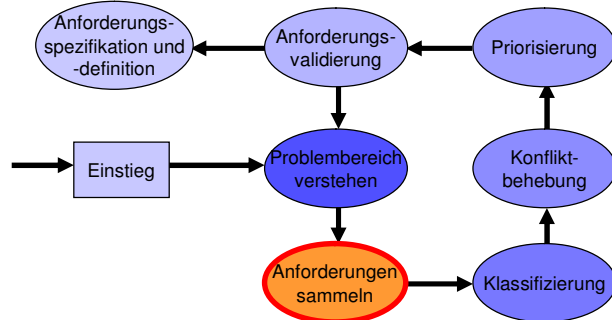 Anforderungs-
spezifikation und
-definition
Anforderungs-
validierung
Priorisierung
Einstieg
Problembereich
verstehen
Konflikt-
behebung
Anforderungen
sammeln
Klassifizierung